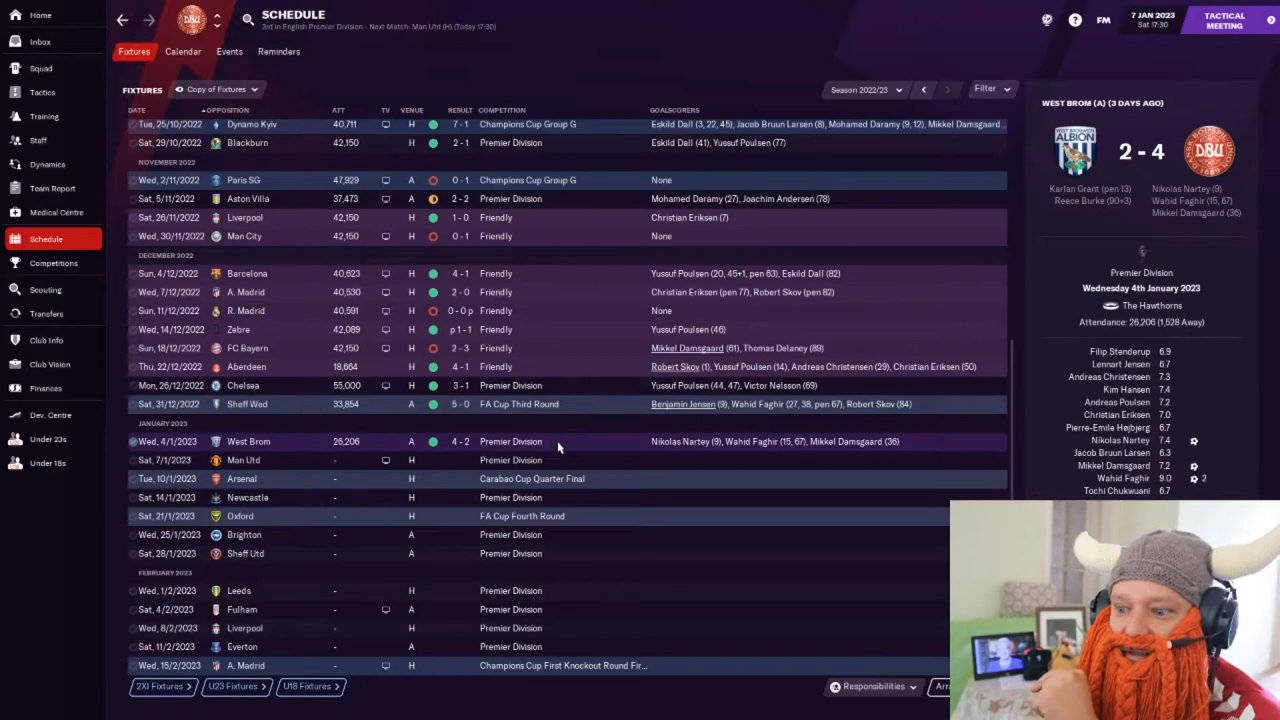 Home
Inbox
Squad
Tactics
Training
Staff
Dynamics
Team Report
Medical Centre
Schedule
Competitions
Scouting
Transfers
Club Info
Club Vision
Finances
Dev. Centre
Under 23s
Under 18s
DBU
SCHEDULE
3rd in English Premier Division - Next Match: Man Utd (H) (Today 17:30)
FM
7 JAN 2023
Sat 17:30
TACTICAL MEETING
Fixtures Calendar Events Reminders
FIXTURES Copy of Fixtures Season 2022/23 Filter
DATE OPPOSITION ATT TV VENUE RESULT COMPETITION GOALSCORERS
Tue, 25/10/2022 Dynamo Kyiv 40,711 H 7 - 1 Champions Cup Group G Eskild Dall (3, 22, 45), Jacob Bruun Larsen (8), Mohamed Daramy (9, 12), Mikkel Damsgaard...
Sat, 29/10/2022 Blackburn 42,150 H 2 - 1 Premier Division Eskild Dall (41), Yussuf Poulsen (77)
NOVEMBER 2022
Wed, 2/11/2022 Paris SG 47,929 A 0 - 1 Champions Cup Group G None
Sat, 5/11/2022 Aston Villa 37,473 A 2 - 2 Premier Division Mohamed Daramy (27), Joachim Andersen (78)
Sat, 26/11/2022 Liverpool 42,150 H 1 - 0 Friendly Christian Eriksen (7)
Wed, 30/11/2022 Man City 42,150 H 0 - 1 Friendly None
DECEMBER 2022
Sun, 4/12/2022 Barcelona 40,623 H 4 - 1 Friendly Yussuf Poulsen (20, 45+1, pen 63), Eskild Dall (82)
Wed, 7/12/2022 A. Madrid 40,530 H 2 - 0 Friendly Christian Eriksen (pen 77), Robert Skov (pen 82)
Sun, 11/12/2022 R. Madrid 40,591 H 0 - 0 p Friendly None
Wed, 14/12/2022 Zebre 42,089 H p 1 - 1 Friendly Yussuf Poulsen (46)
Sun, 18/12/2022 FC Bayern 42,150 H 2 - 3 Friendly Mikkel Damsgaard (61), Thomas Delaney (89)
Thu, 22/12/2022 Aberdeen 18,664 H Friendly Robert Skov (1), Yussuf Poulsen (14), Andreas Christensen (29), Christian Eriksen (50)
Mon, 26/12/2022 Chelsea 55,000 H 3 - 1 Premier Division Yussuf Poulsen (44, 47), Victor Nelsson (69)
Sat, 31/12/2022 Sheff Wed 33,854 A 5 - 0 FA Cup Third Round Benjamin Jensen (9), Wahid Faghir (27, 38, pen 67), Robert Skov (84)
JANUARY 2023
Wed, 4/1/2023 West Brom 26,206 A 4 - 2 Premier Division Nikolas Nartey (9), Wahid Faghir (15, 67), Mikkel Damsgaard (36)
Sat, 7/1/2023 Man Utd - H Premier Division
Tue, 10/1/2023 Arsenal - H Carabao Cup Quarter Final
Sat, 14/1/2023 Newcastle - H Premier Division
Sat, 21/1/2023 Oxford - H FA Cup Fourth Round
Wed, 25/1/2023 Brighton - A Premier Division
Sat, 28/1/2023 Sheff Utd - A Premier Division
FEBRUARY 2023
Wed, 1/2/2023 Leeds - H Premier Division
Sat, 4/2/2023 Fulham - A Premier Division
Wed, 8/2/2023 Liverpool - H Premier Division
Sat, 11/2/2023 Everton - A Premier Division
Wed, 15/2/2023 A. Madrid - H Champions Cup First Knockout Round Fir...
2XI Fixtures U23 Fixtures U18 Fixtures Responsibilities Arra
WEST BROM (A) (3 DAYS AGO)
ALBION
2 - 4
DBU
Karlan Grant (pen 13)
Reece Burke (90+3)
Nikolas Nartey (9)
Wahid Faghir (15, 67)
Mikkel Damsgaard (36)
Premier Division
Wednesday 4th January 2023
The Hawthorns
Attendance: 26,206 (1,528 Away)
Filip Stenderup 6.9
Lennart Jensen 6.7
Andreas Christensen 7.3
Kim Hansen 7.4
Andreas Poulsen 7.2
Christian Eriksen 7.0
Pierre-Emile Højbjerg 6.7
Nikolas Nartey 7.4
Jacob Bruun Larsen 6.3
Mikkel Damsgaard 7.2
Wahid Faghir 9.0 2
Tochi Chukwuani 6.7